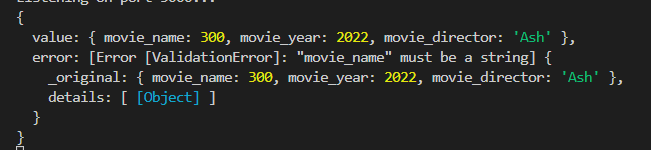 Listening on port 3000...
{
  value: { movie_name: 300, movie_year: 2022, movie_director: 'Ash' },
  error: [Error [ValidationError]: "movie_name" must be a string] {
    _original: { movie_name: 300, movie_year: 2022, movie_director: 'Ash' },
    details: [ [Object] ]
  }
}